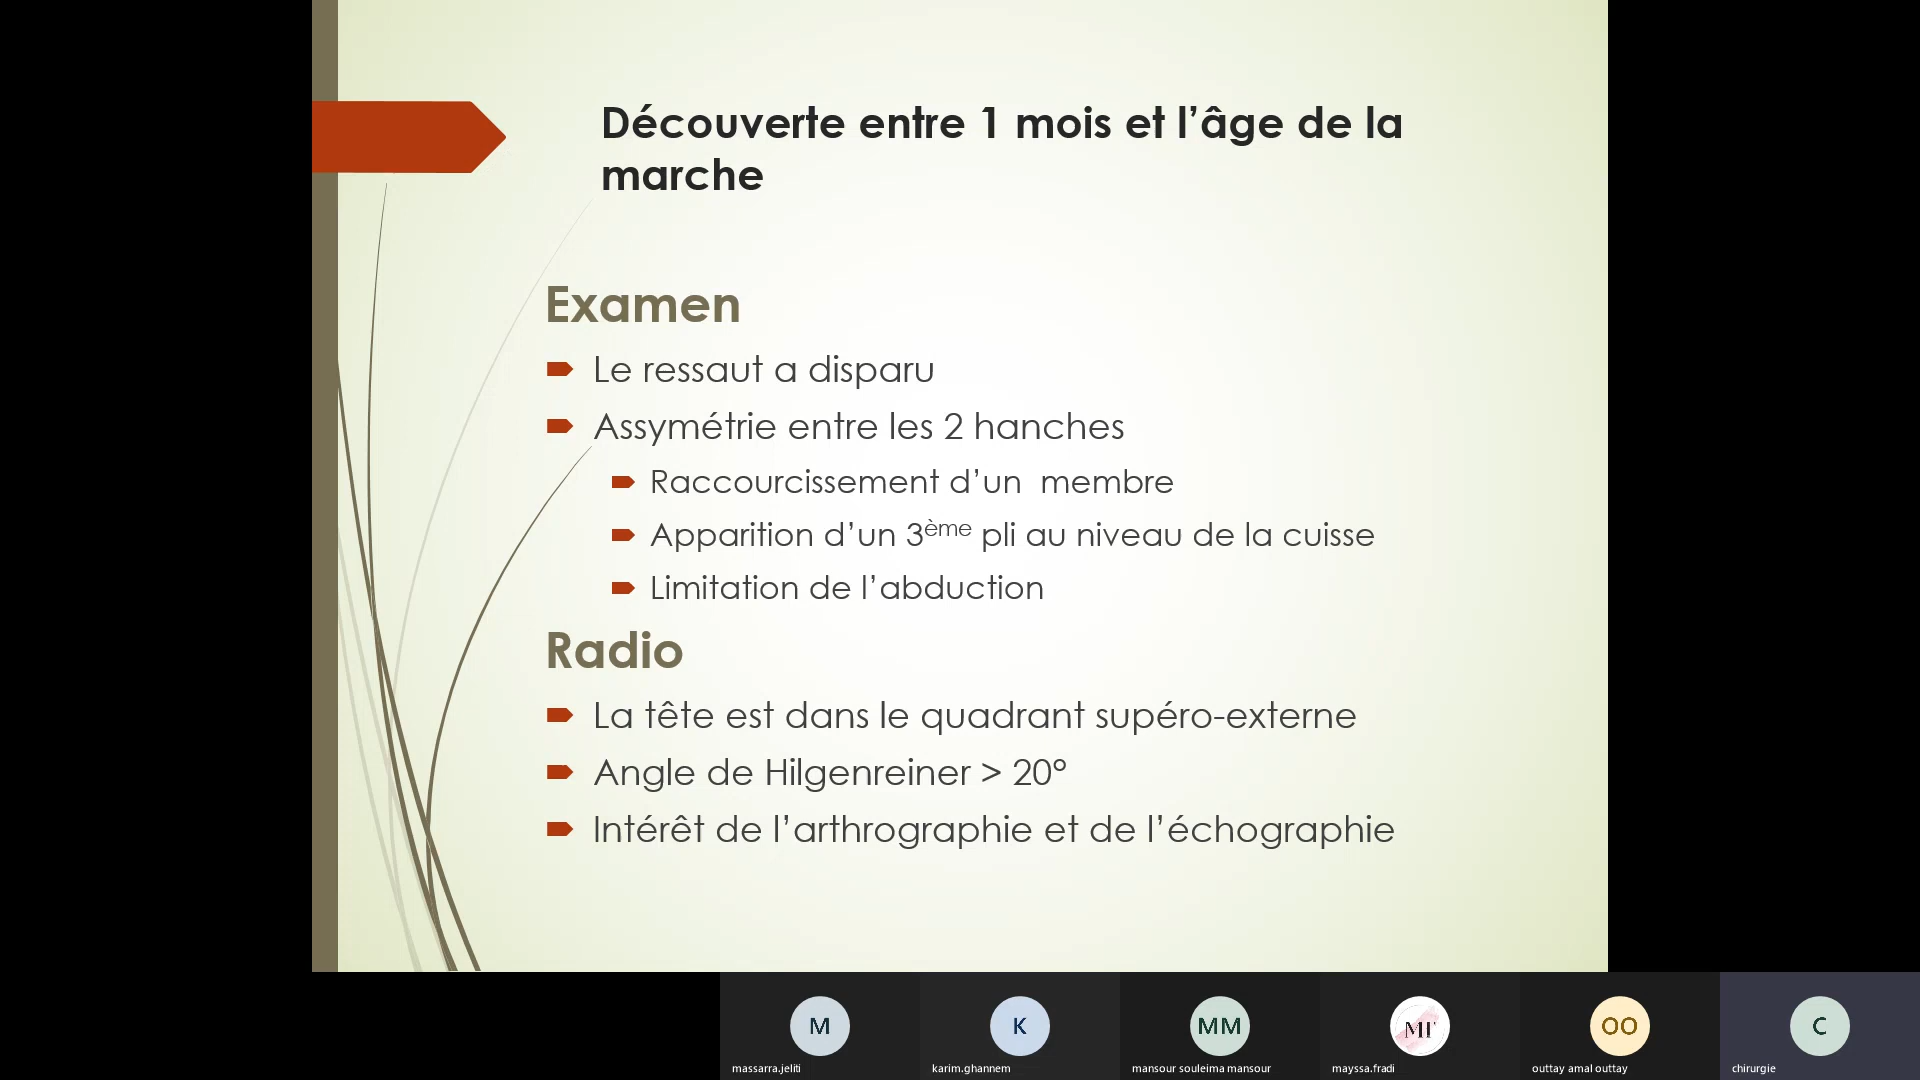 Découverte entre 1 mois et l’âge de la
marche
Examen
Le ressaut a disparu
Assymétrie entre les 2 hanches
Raccourcissement d’un membre
Apparition d’un 3ème pli au niveau de la cuisse
Limitation de l’abduction
Radio
La tête est dans le quadrant supéro-externe
Angle de Hilgenreiner > 20°
Intérêt de l’arthrographie et de l’échographie
M
K
MM
MF
OO
C
massarra.jeliti
karim.ghannem
mansour souleima mansour
mayssa.fradi
outtay amal outtay
chirurgie